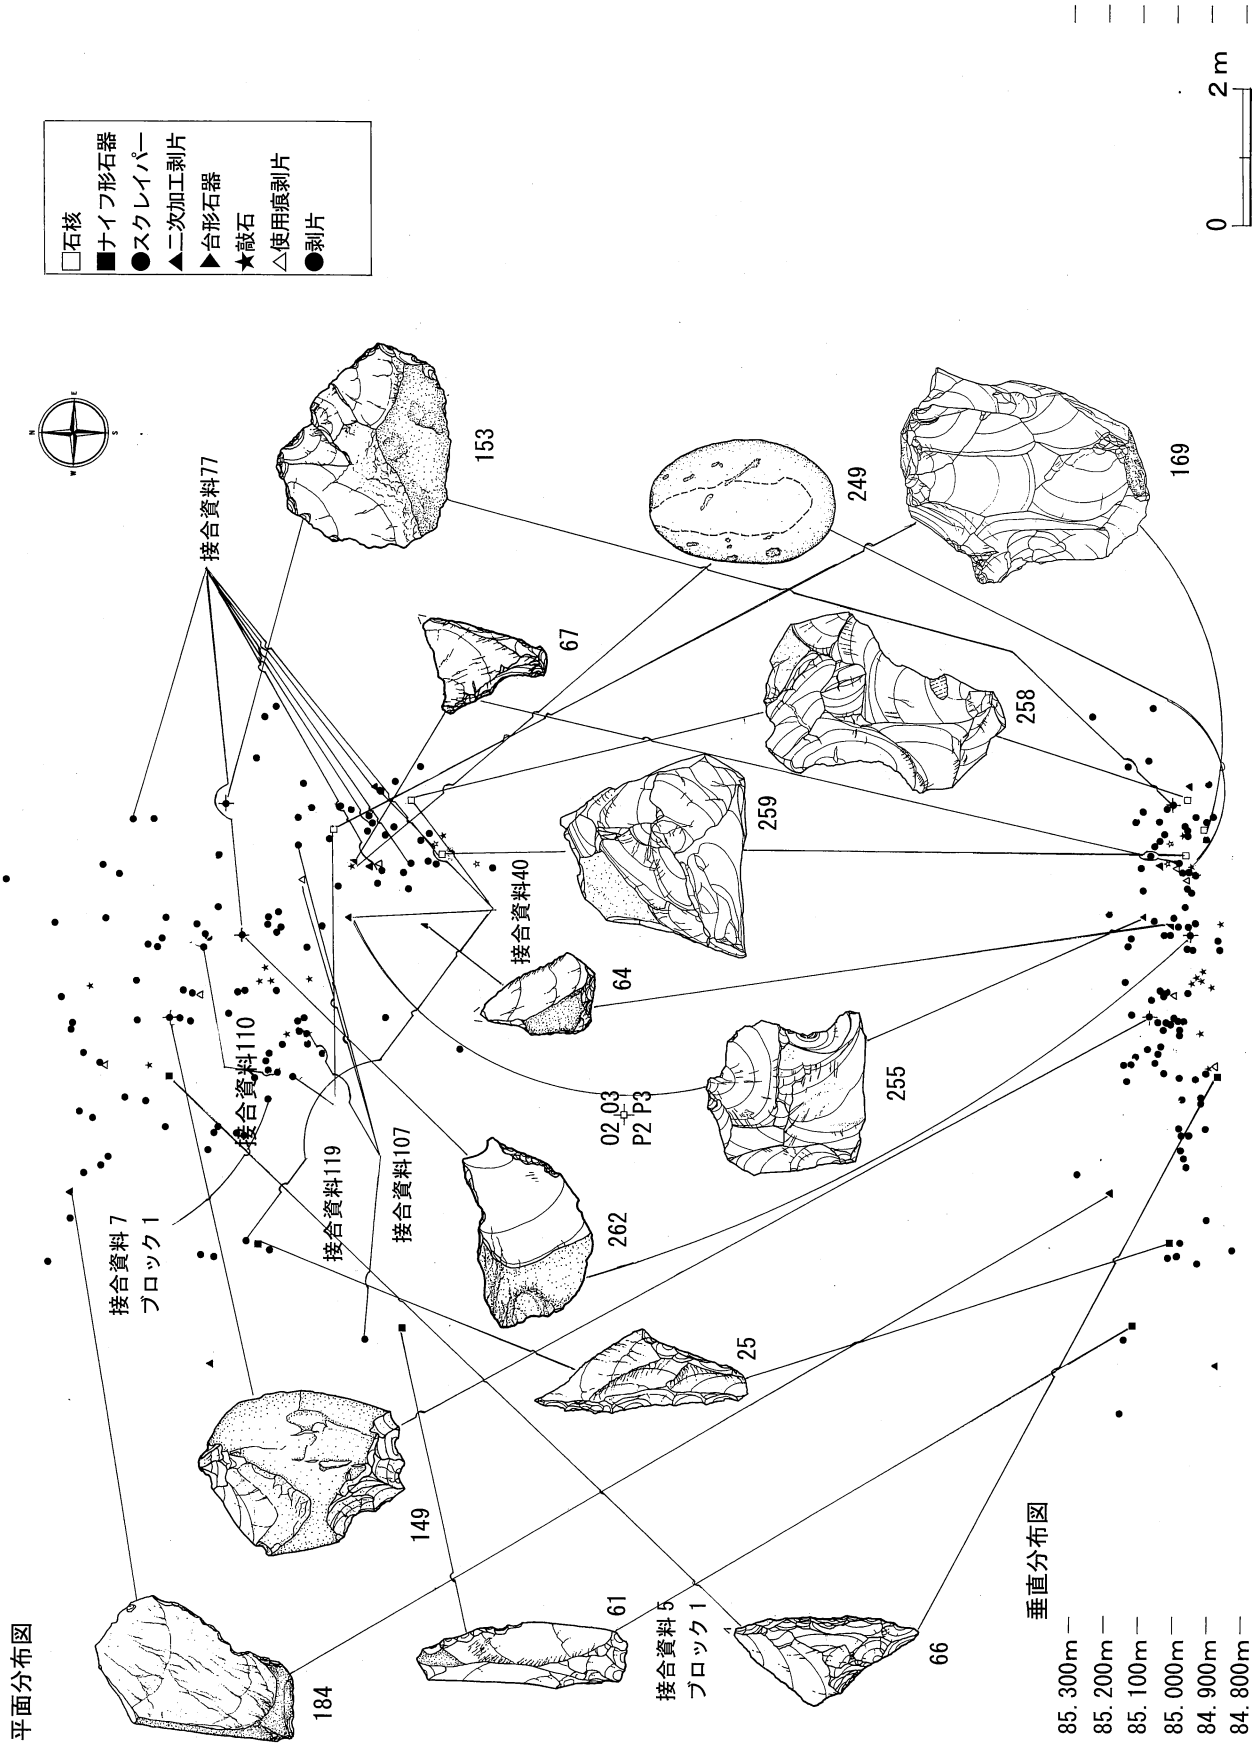 平面分布図
□石核
■ナイフ形石器
●スクレイパー
▲二次加工剥片
▼台形石器
★敲石
△使用痕剥片
●剥片
N
E
S
W
接合資料77
153
67
249
169
258
259
接合資料40
64
255
02 03
P2 P3
接合資料110
接合資料119
接合資料107
接合資料7
ブロック1
262
25
149
184
61
接合資料5
ブロック1
66
垂直分布図
85.300m
85.200m
85.100m
85.000m
84.900m
84.800m
0
2m